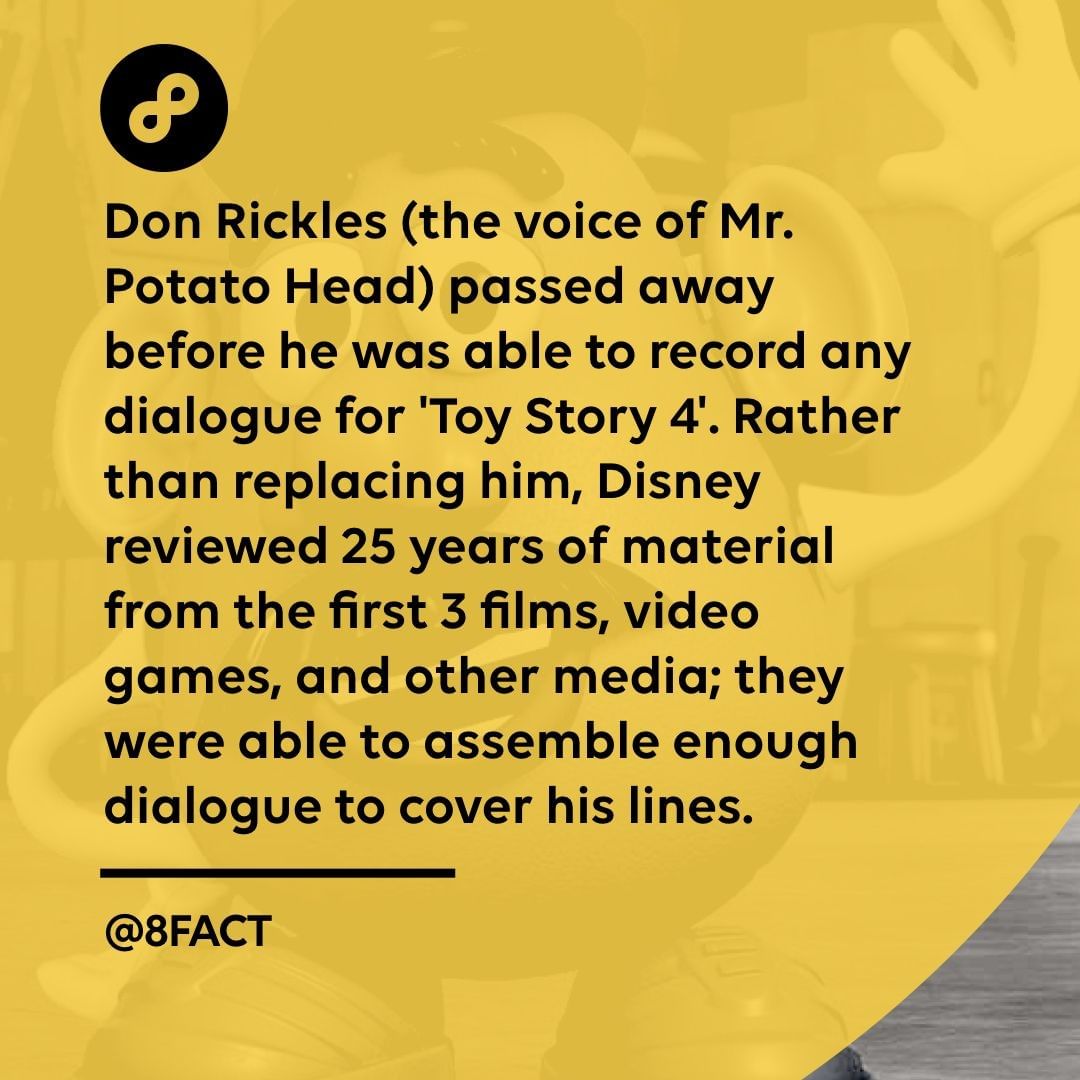 Don Rickles (the voice of Mr.
Potato Head) passed away
before he was able to record any
dialogue for 'Toy Story 4'. Rather
than replacing him, Disney
reviewed 25 years of material
from the first 3 films, video
games, and other media; they
were able to assemble enough
dialogue to cover his lines.
@8FACT